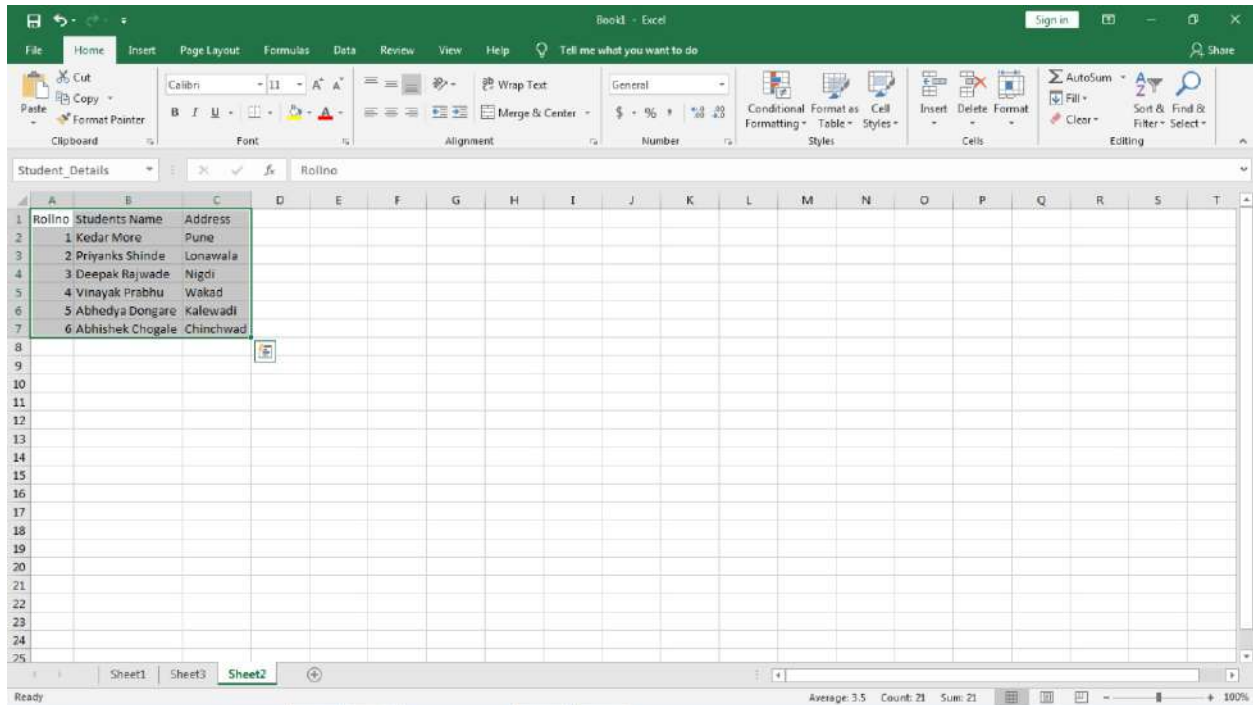 Book1 - Excel
Sign in
File Home Insert Page Layout Formulas Data Review View Help Tell me what you want to do Share
Cut
Copy
Format Painter
Paste
Clipboard
Calibri 11 A A
B I U A
Font
Wrap Text
Merge & Center
Alignment
General
$ % , .0 .00 .00 .0
Number
Conditional Formatting
Format as Table
Cell Styles
Styles
Insert Delete Format
Cells
AutoSum
Fill
Clear
Sort & Filter
Find & Select
Editing
Student_Details fx Rollno
A B C D E F G H I J K L M N O P Q R S T
1 Rollno Students Name Address
2 1 Kedar More Pune
3 2 Priyanks Shinde Lonawala
4 3 Deepak Rajwade Nigdi
5 4 Vinayak Prabhu Wakad
6 5 Abhedya Dongare Kalewadi
7 6 Abhishek Chogale Chinchwad
8
9
10
11
12
13
14
15
16
17
18
19
20
21
22
23
24
25
Sheet1 Sheet3 Sheet2
Ready Average: 3.5 Count: 21 Sum: 21 100%